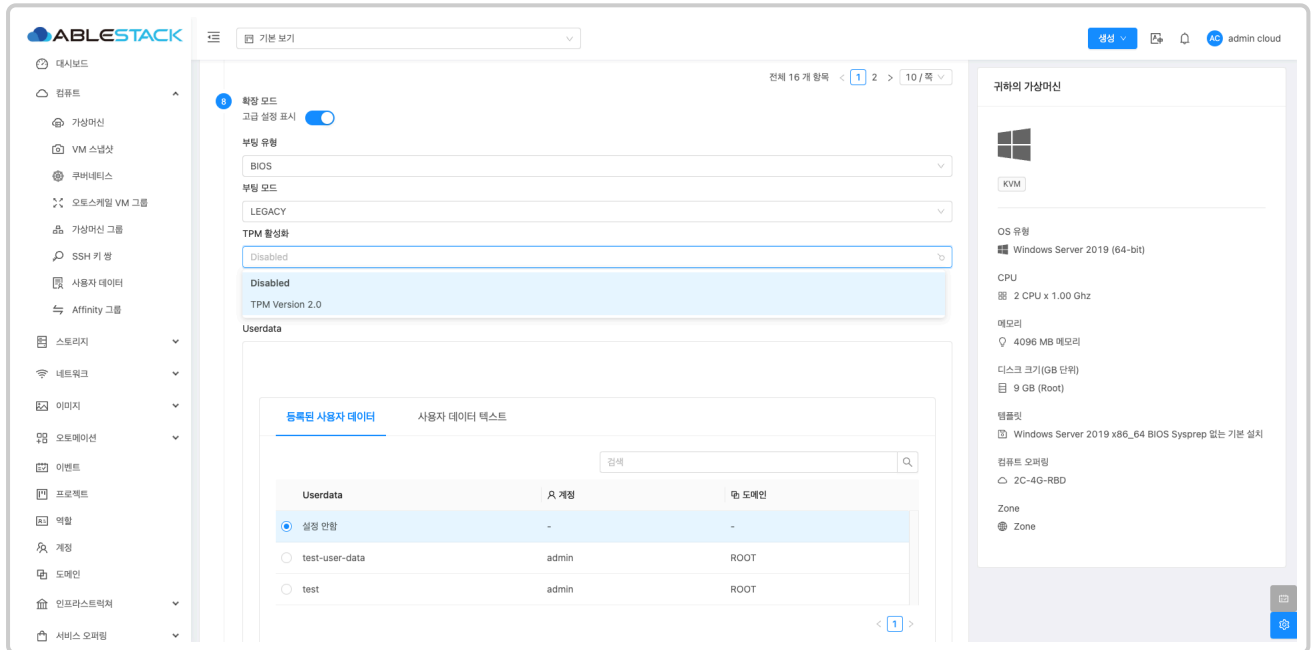 ABLESTACK
기본 보기
생성
AC admin cloud
대시보드
컴퓨트
가상머신
VM 스냅샷
쿠버네티스
오토스케일 VM 그룹
가상머신 그룹
SSH 키 쌍
사용자 데이터
Affinity 그룹
스토리지
네트워크
이미지
오토메이션
이벤트
프로젝트
역할
계정
도메인
인프라스트럭쳐
서비스 오퍼링
전체 16 개 항목 < 1 2 > 10 / 쪽
8 확장 모드
고급 설정 표시
부팅 유형
BIOS
부팅 모드
LEGACY
TPM 활성화
Disabled
Disabled
TPM Version 2.0
Userdata
등록된 사용자 데이터 사용자 데이터 텍스트
검색
Userdata 계정 도메인
설정 안함 - -
test-user-data admin ROOT
test admin ROOT
< 1 >
귀하의 가상머신
KVM
OS 유형
Windows Server 2019 (64-bit)
CPU
2 CPU x 1.00 Ghz
메모리
4096 MB 메모리
디스크 크기(GB 단위)
9 GB (Root)
템플릿
Windows Server 2019 x86_64 BIOS Sysprep 없는 기본 설치
컴퓨트 오퍼링
2C-4G-RBD
Zone
Zone